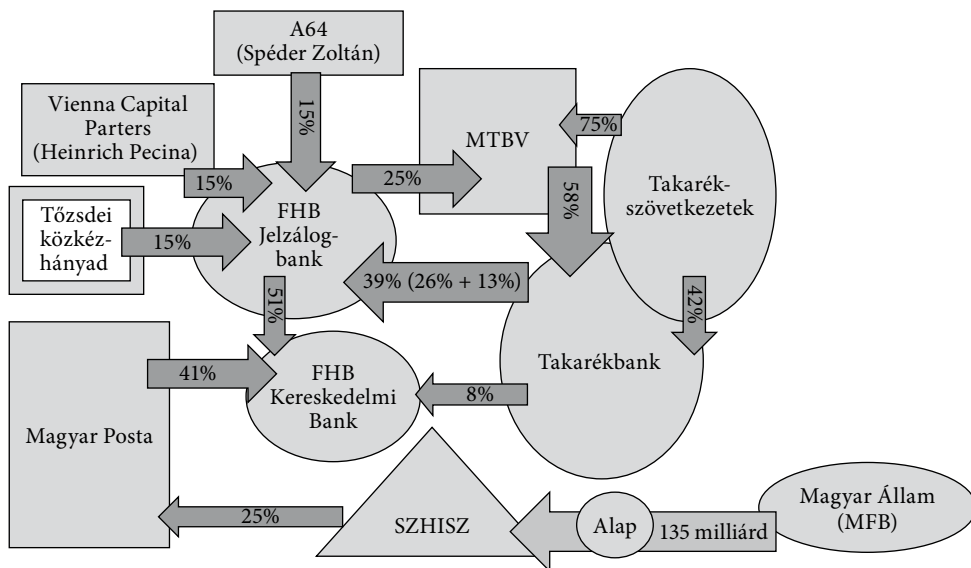 A64
(Spéder Zoltán)
Vienna Capital
Parters
(Heinrich Pecina)
15%
MTBV
75%
Takarék-
szövetkezetek
15%
25%
58%
Tőzsdei
közkéz-
hányad
15%
FHB
Jelzálog-
bank
39% (26% + 13%)
51%
42%
Takarékbank
41%
FHB
Kereskedelmi
Bank
8%
Magyar Posta
25%
SZHISZ
Alap
135 milliárd
Magyar Állam
(MFB)